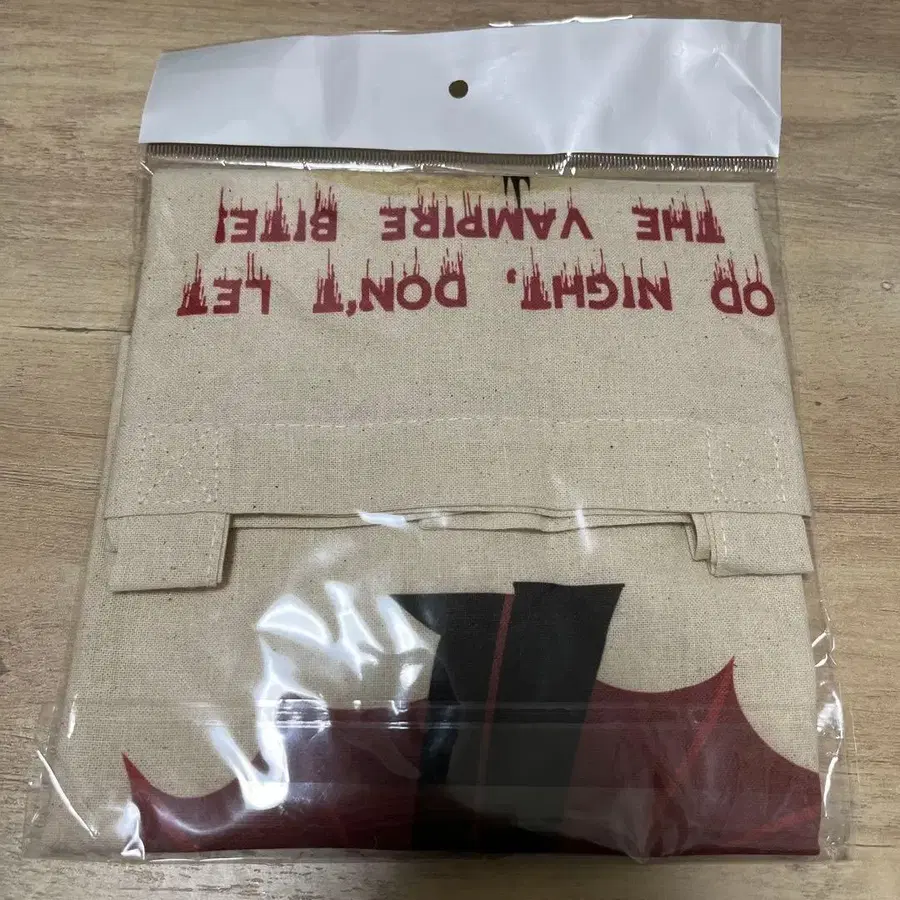 OD NIGHT, DON'T LET
THE VAMPIRE BITE!